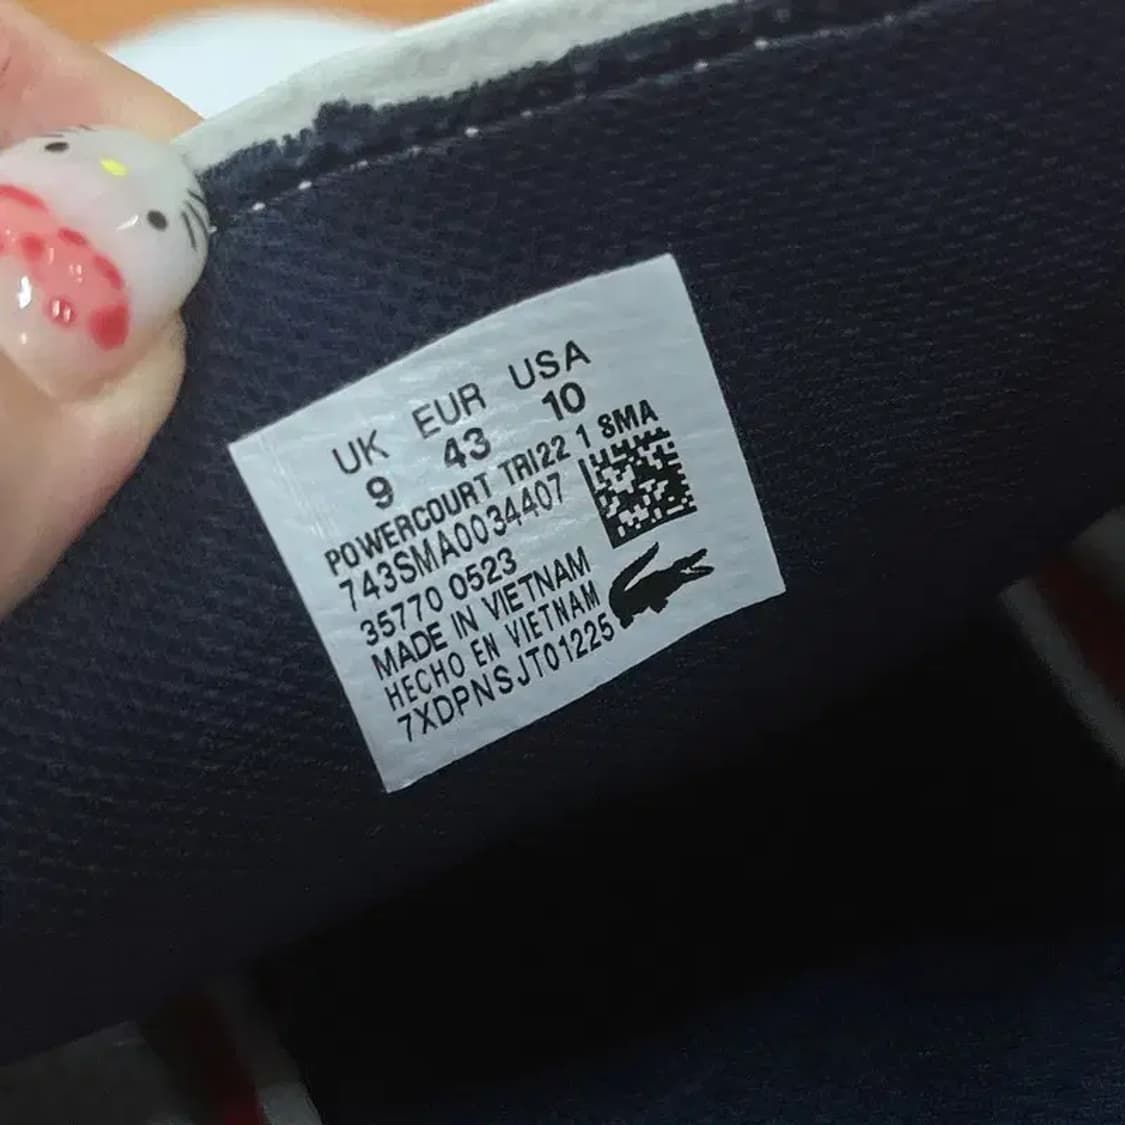 UK EUR USA
9 43 10
POWERCOURT TRI22 1 SMA
743SMA0034407
35770 0523
MADE IN VIETNAM
HECHO EN VIETNAM
7XDPNSJT01225